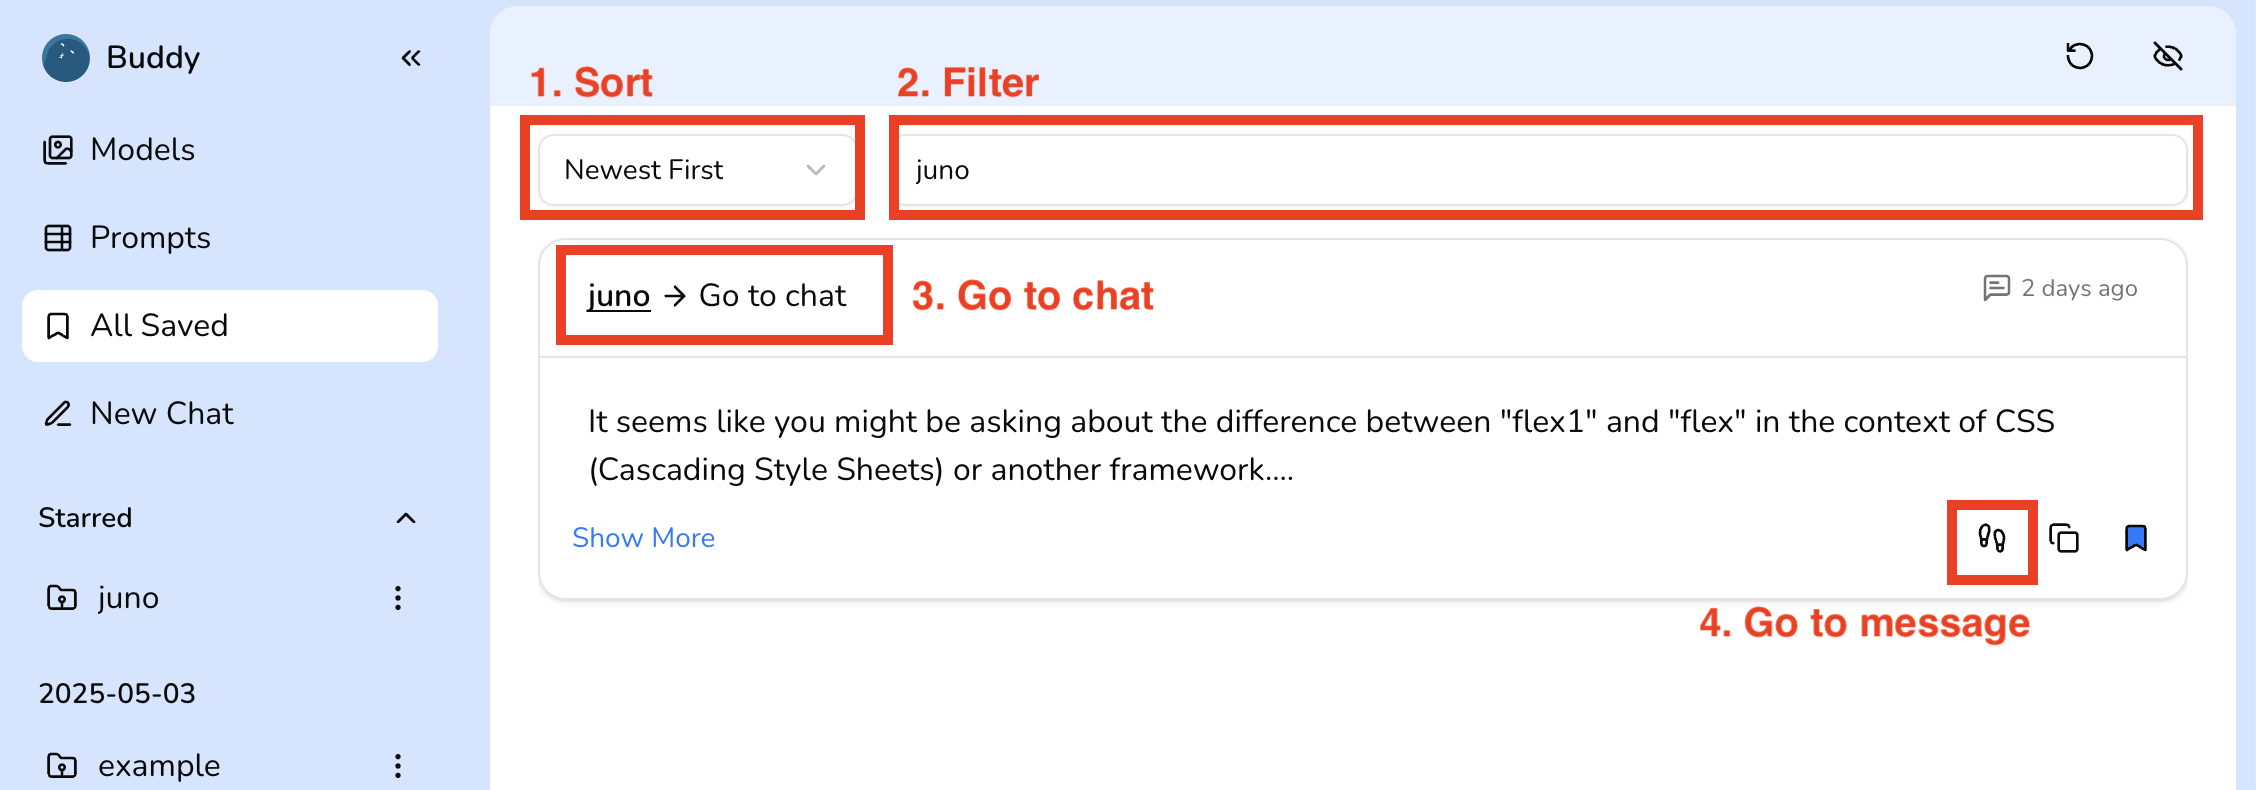 Buddy
Models
Prompts
All Saved
New Chat
Starred
juno
2025-05-03
example
1. Sort
2. Filter
Newest First
juno
juno → Go to chat
3. Go to chat
2 days ago
It seems like you might be asking about the difference between "flex1" and "flex" in the context of CSS
(Cascading Style Sheets) or another framework....
Show More
4. Go to message